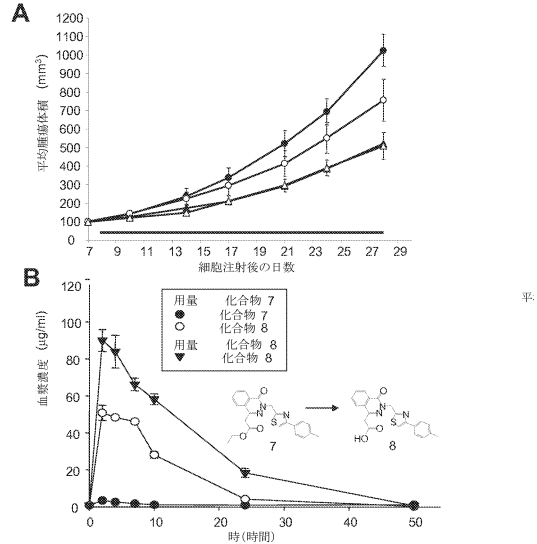 A
1200
1100
1000
900
800
700
600
500
400
300
200
100
0
平均腫瘍体積 (mm³)
7 9 11 13 15 17 19 21 23 25 27 29
細胞注射後の日数
B
120
100
80
60
40
20
0
血漿濃度 (μg/ml)
用量 化合物 7
化合物 7
化合物 8
用量 化合物 8
化合物 8
O
N
N
N
S
O
O
7
O
N
N
N
S
HO
O
8
0 10 20 30 40 50
時(時間)
平